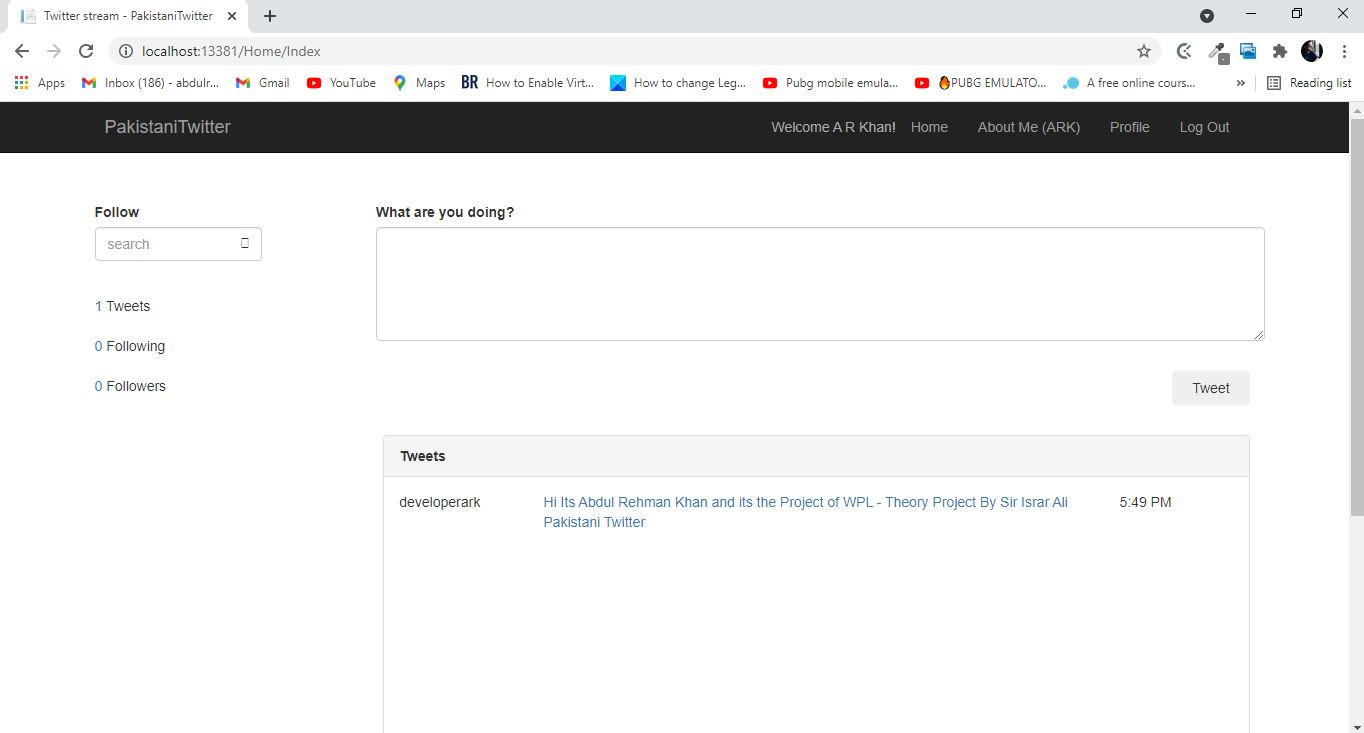 Twitter stream - PakistaniTwitter
localhost:13381/Home/Index
Apps Inbox (186) - abdulr... Gmail YouTube Maps BR How to Enable Virt... How to change Leg... Pubg mobile emula... PUBG EMULATO... A free online cours... » Reading list
PakistaniTwitter Welcome A R Khan! Home About Me (ARK) Profile Log Out
Follow
search
1 Tweets
0 Following
0 Followers
What are you doing?
Tweet
Tweets
developerark Hi Its Abdul Rehman Khan and its the Project of WPL - Theory Project By Sir Israr Ali 5:49 PM
Pakistani Twitter